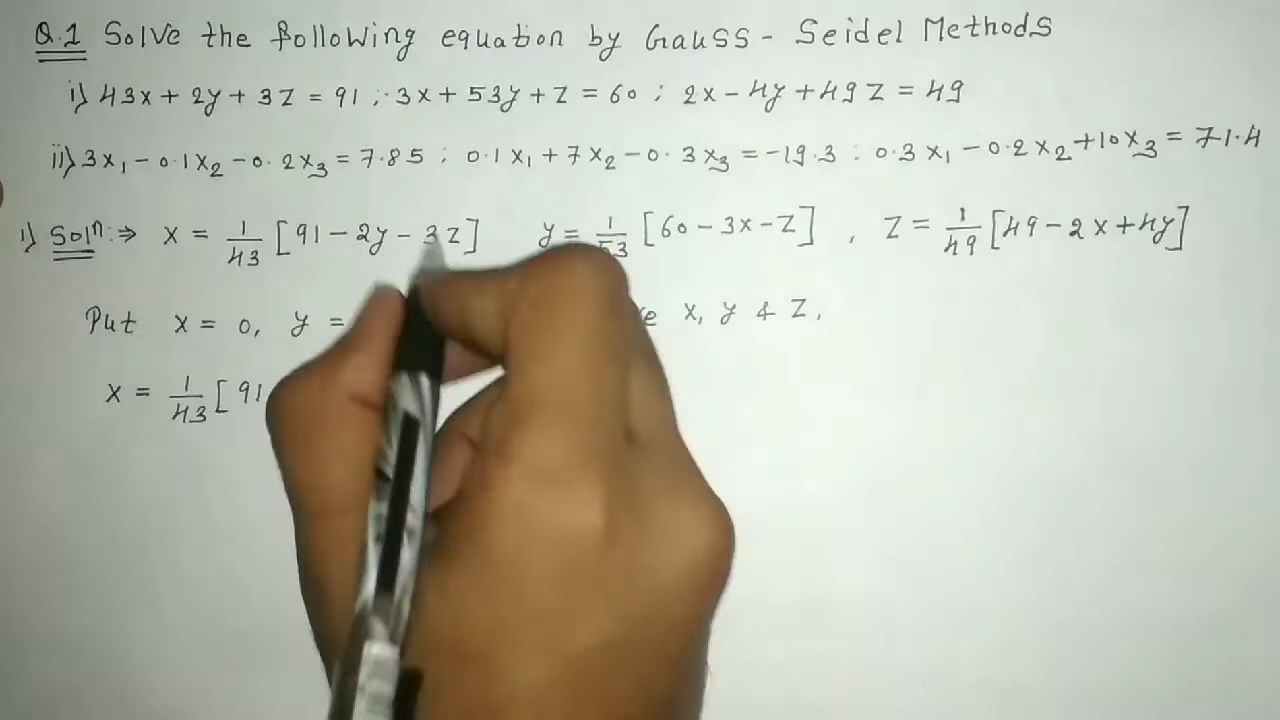 Q.1 Solve the following equation by Gauss - Seidel Methods
i) 43x + 2y + 3z = 91 ; 3x + 53y + z = 60 ; 2x - 4y + 49z = 49
ii) 3x₁ - 0.1x₂ - 0.2x₃ = 7.85 ; 0.1x₁ + 7x₂ - 0.3x₃ = -19.3 : 0.3x₁ - 0.2x₂ + 10x₃ = 71.4
i) Solⁿ:⇒ x = 1/43 [91 - 2y - 3z] y = 1/53 [60 - 3x - z] , z = 1/49 [49 - 2x + 4y]
Put x = 0, y = x, y & z.
x = 1/43 [91